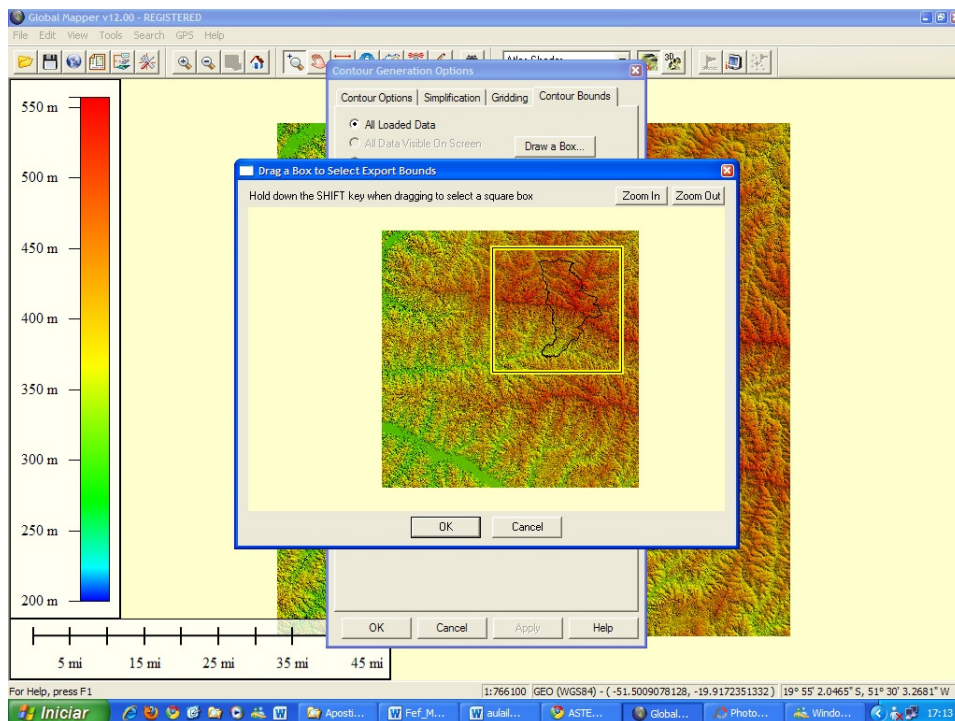 Global Mapper v12.00 - REGISTERED
File Edit View Tools Search GPS Help
Atlas Shader
3D
Contour Generation Options
Contour Options Simplification Gridding Contour Bounds
All Loaded Data
All Data Visible On Screen
Draw a Box...
Drag a Box to Select Export Bounds
Hold down the SHIFT key when dragging to select a square box
Zoom In Zoom Out
OK Cancel
OK Cancel Apply Help
550 m
500 m
450 m
400 m
350 m
300 m
250 m
200 m
5 mi 15 mi 25 mi 35 mi 45 mi
For Help, press F1
1:766100 GEO (WGS84) - ( -51.5009078128, -19.9172351332 ) 19° 55' 2.0465" S, 51° 30' 3.2681" W
Iniciar
Aposti... Fef_M... aulail... ASTE... Global... Photo... Windo... 17:13